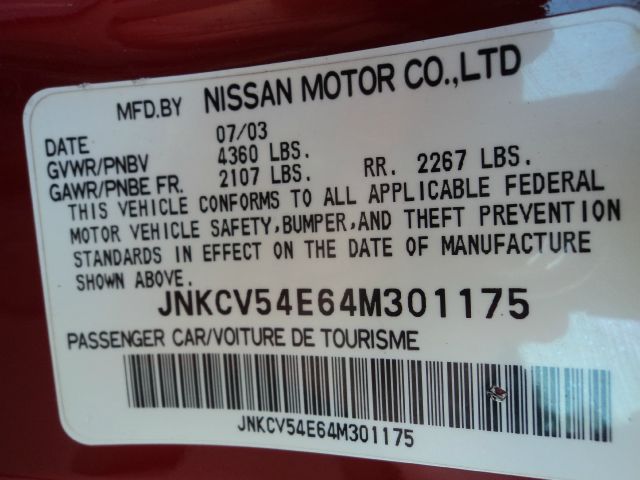 MFD.BY NISSAN MOTOR CO.,LTD
DATE 07/03
GVWR/PNBV 4360 LBS.
GAWR/PNBE FR. 2107 LBS. RR. 2267 LBS.
THIS VEHICLE CONFORMS TO ALL APPLICABLE FEDERAL
MOTOR VEHICLE SAFETY,BUMPER,AND THEFT PREVENTION
STANDARDS IN EFFECT ON THE DATE OF MANUFACTURE
SHOWN ABOVE.
JNKCV54E64M301175
PASSENGER CAR/VOITURE DE TOURISME
JNKCV54E64M301175